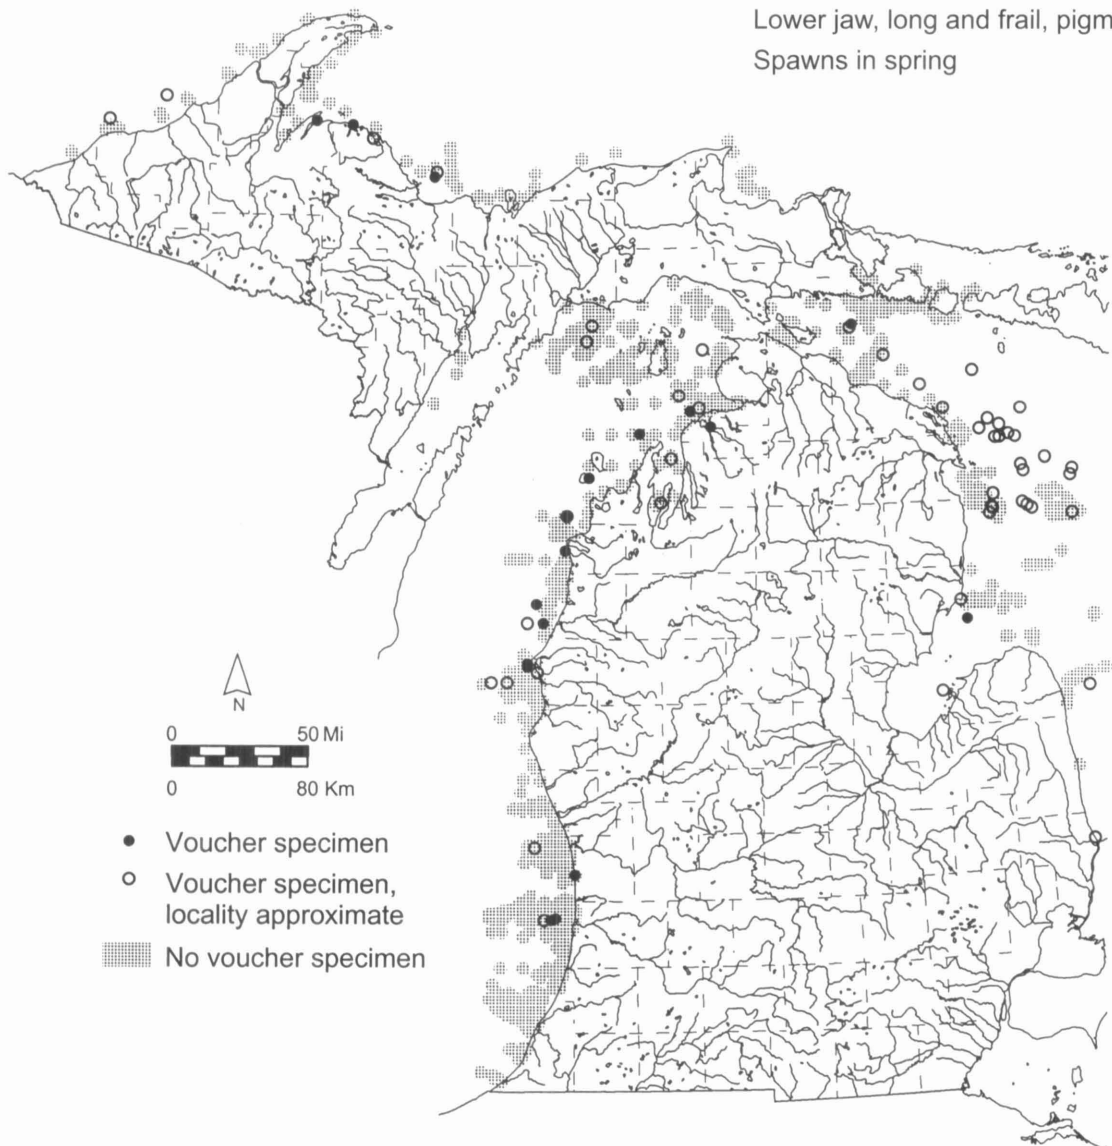 Lower jaw, long and frail, pigm
Spawns in spring
N
0 50 Mi
0 80 Km
Voucher specimen
Voucher specimen,
locality approximate
No voucher specimen